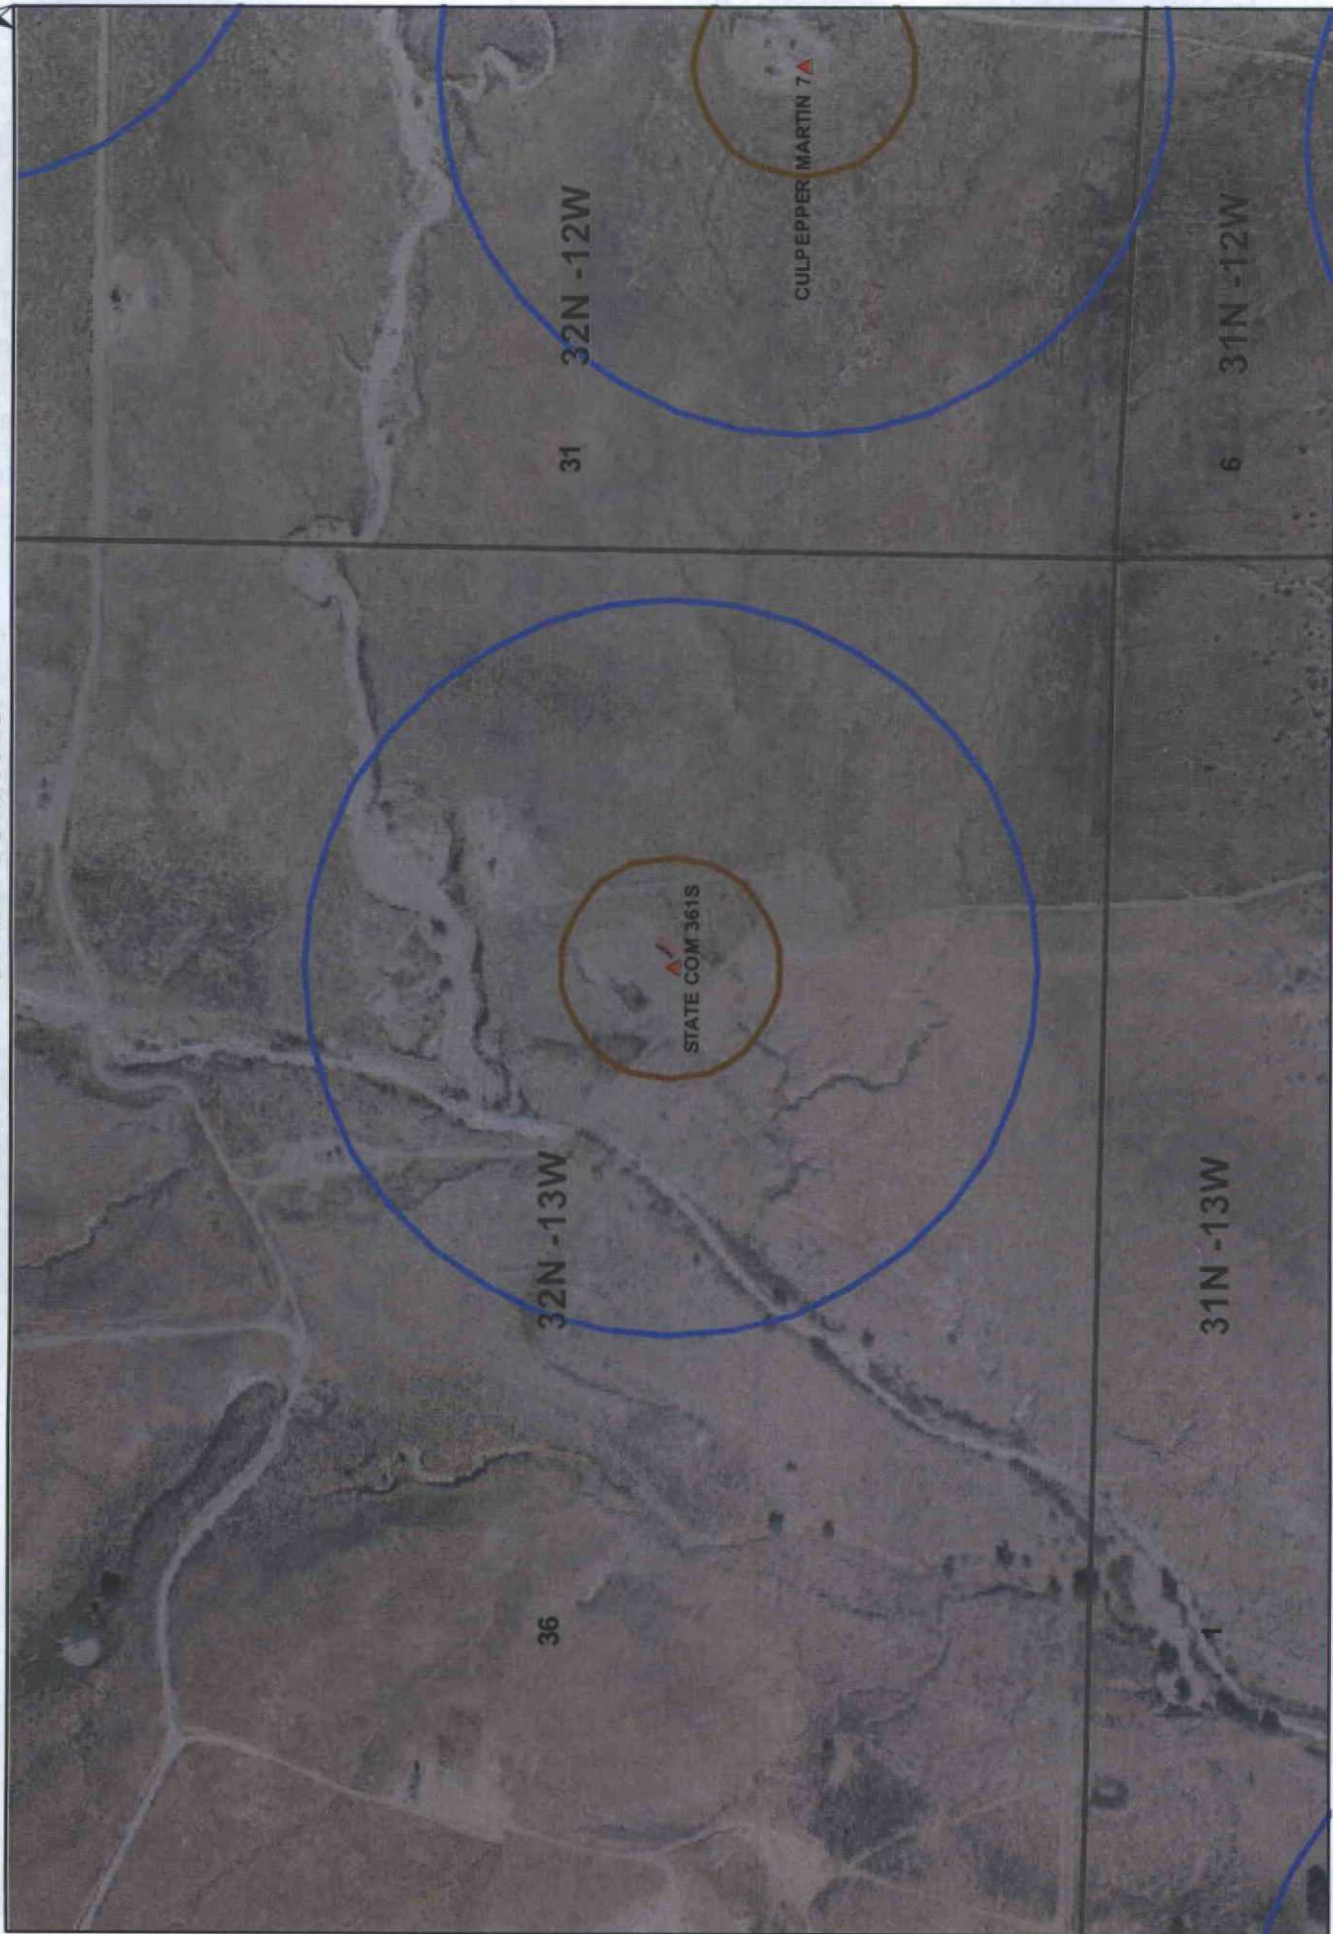 32N -12W
31
CULPEPPER MARTIN 7
31N -12W
6
STATE COM 361S
32N -13W
36
31N -13W
1